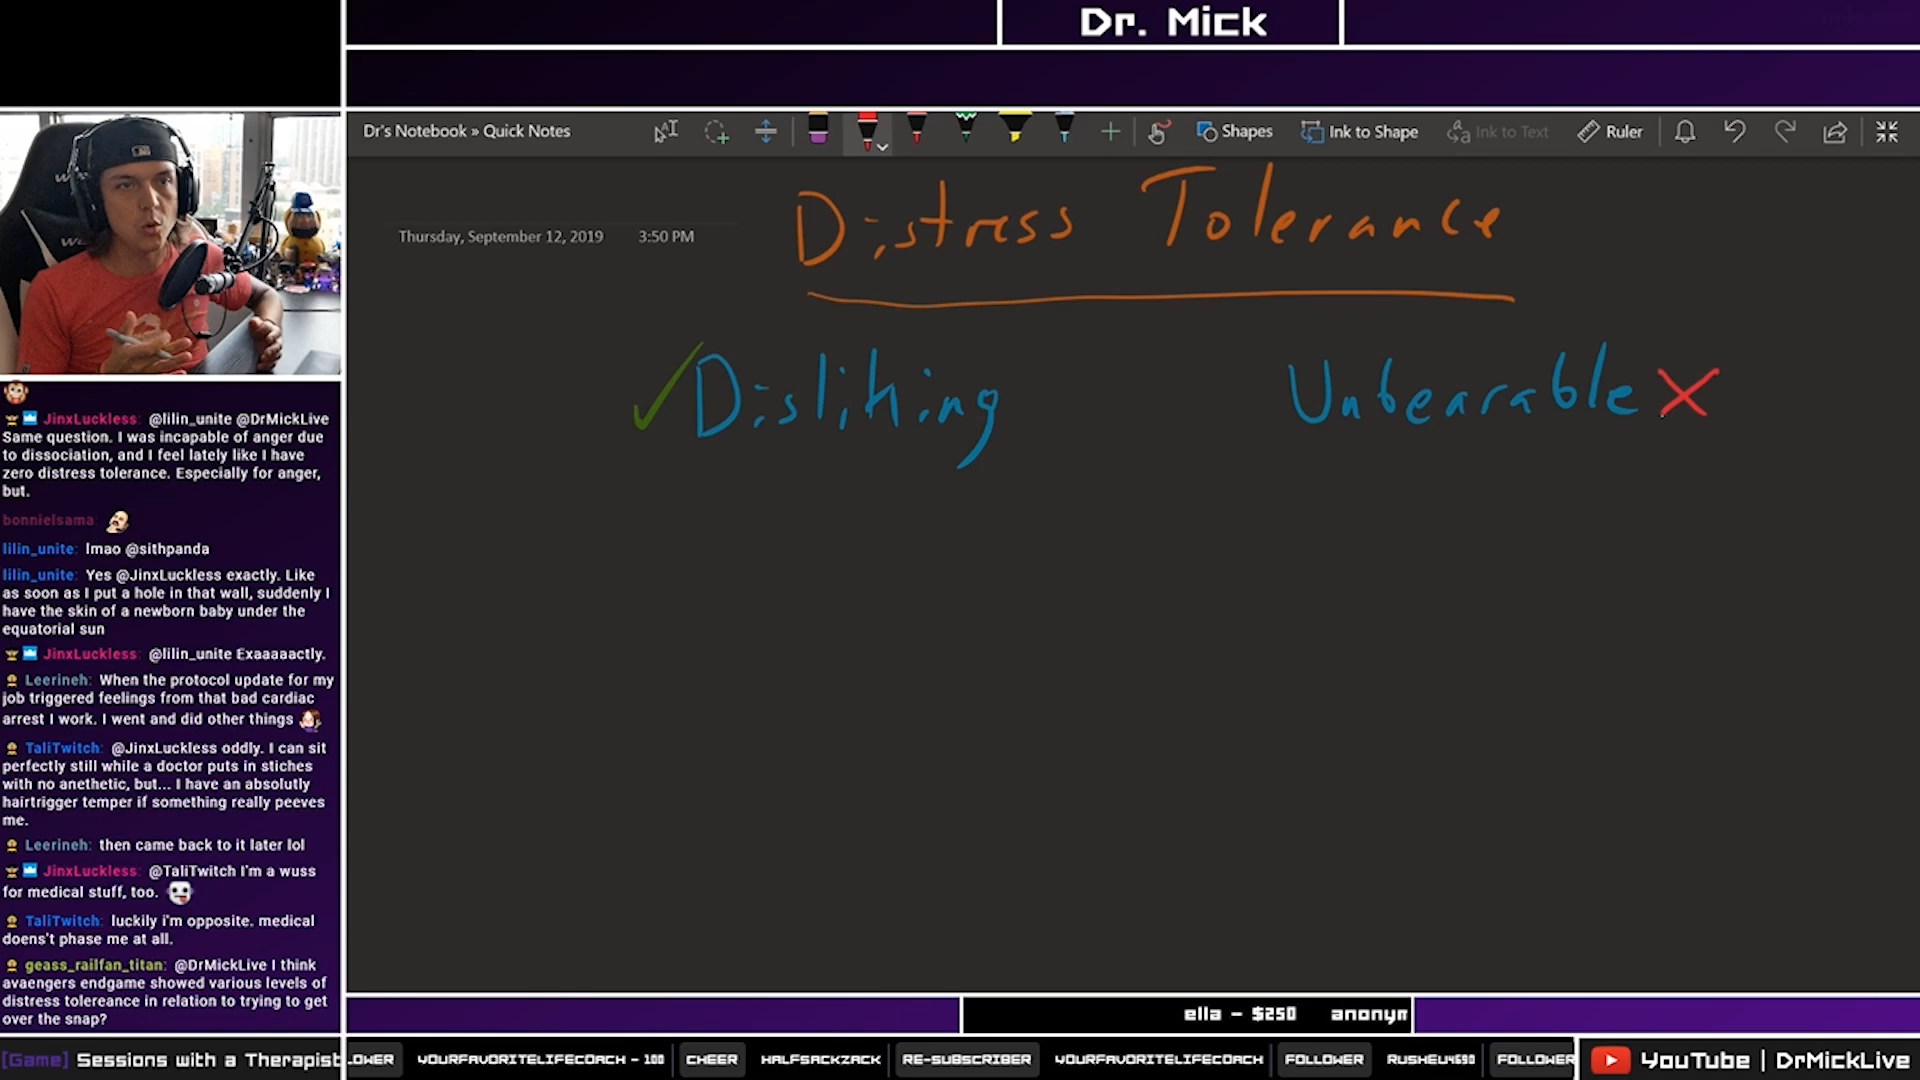 Dr. Mick
Dr's Notebook » Quick Notes
Shapes
Ink to Shape
Ink to Text
Ruler
Distress Tolerance
Thursday, September 12, 2019
3:50 PM
✓Disliking
Unbearable X
JinxLuckless: @lilin_unite @DrMickLive
Same question. I was incapable of anger due
to dissociation, and I feel lately like I have
zero distress tolerance. Especially for anger,
but.
bonnielsama:
lilin_unite: lmao @sithpanda
lilin_unite: Yes @JinxLuckless exactly. Like
as soon as I put a hole in that wall, suddenly I
have the skin of a newborn baby under the
equatorial sun
JinxLuckless: @lilin_unite Exaaaaactly.
Leerineh: When the protocol update for my
job triggered feelings from that bad cardiac
arrest I work. I went and did other things
TaliTwitch: @JinxLuckless oddly. I can sit
perfectly still while a doctor puts in stiches
with no anethetic, but... I have an absolutly
hairtrigger temper if something really peeves
me.
Leerineh: then came back to it later lol
JinxLuckless: @TaliTwitch I'm a wuss
for medical stuff, too.
TaliTwitch: luckily i'm opposite. medical
doens't phase me at all.
geass_railfan_titan: @DrMickLive I think
avaengers endgame showed various levels of
distress tolereance in relation to trying to get
over the snap?
ella - $250 anonym
[Game] Sessions with a Therapist
LOWER YOURFAVORITELIFECOACH - 100 CHEER HALFSACKZACK RE-SUBSCRIBER YOURFAVORITELIFECOACH FOLLOWER RUSHEU4690 FOLLOWER
YouTube | DrMickLive